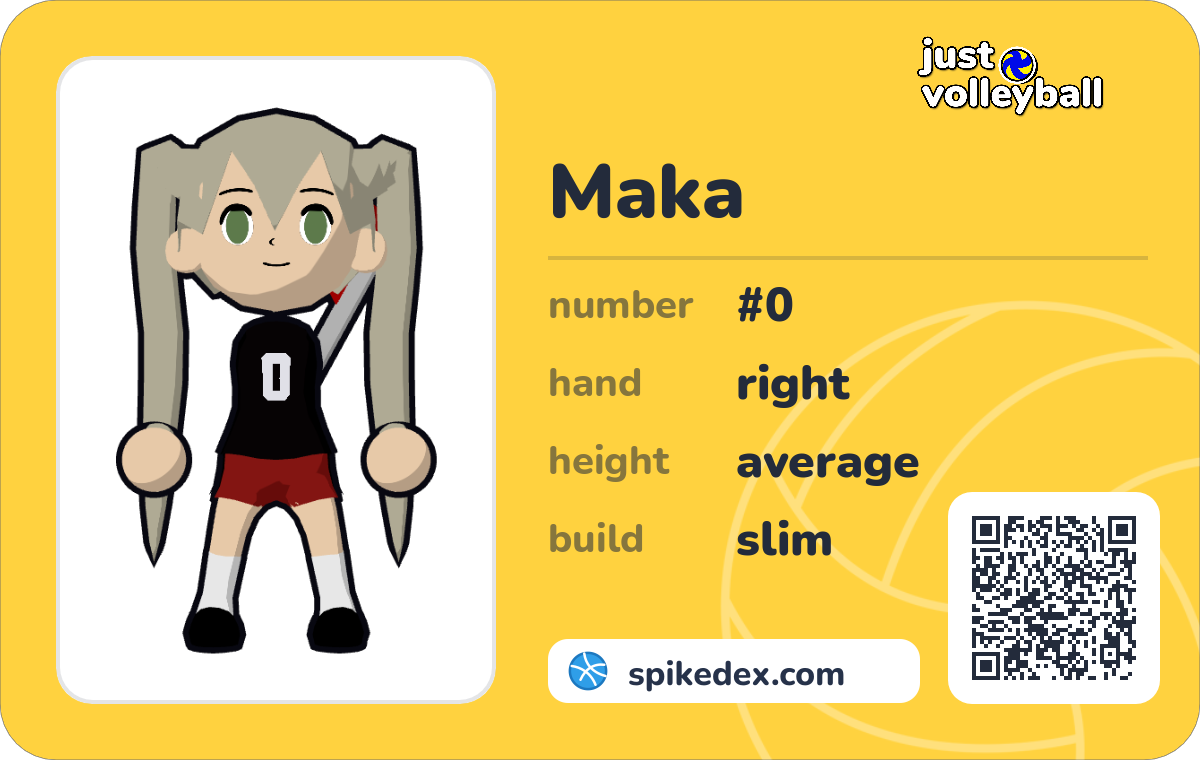 just
volleyball
Maka
number #0
hand right
height average
build slim
0
spikedex.com